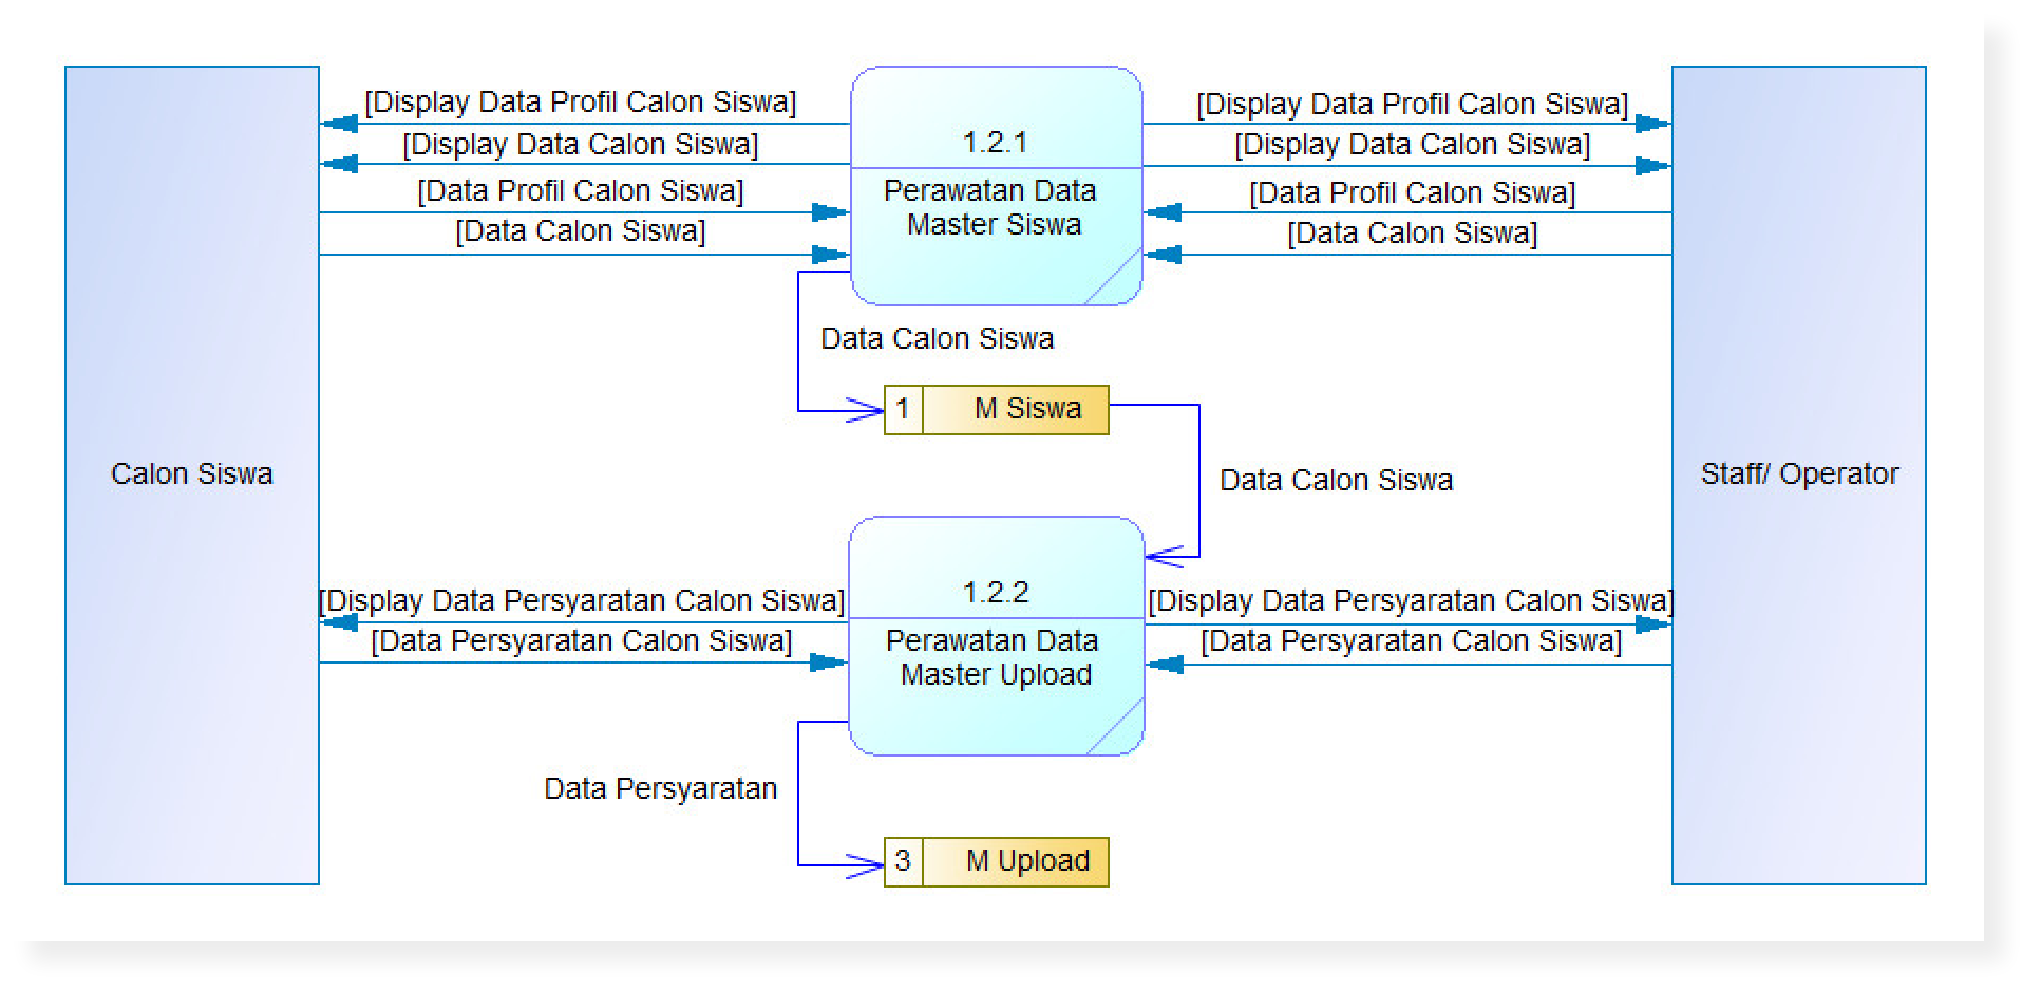 [Display Data Profil Calon Siswa]
[Display Data Calon Siswa]
[Data Profil Calon Siswa]
[Data Calon Siswa]
1.2.1
Perawatan Data
Master Siswa
[Display Data Profil Calon Siswa]
[Display Data Calon Siswa]
[Data Profil Calon Siswa]
[Data Calon Siswa]
Data Calon Siswa
1 M Siswa
Calon Siswa
Data Calon Siswa
Staff/ Operator
[Display Data Persyaratan Calon Siswa]
[Data Persyaratan Calon Siswa]
1.2.2
Perawatan Data
Master Upload
[Display Data Persyaratan Calon Siswa]
[Data Persyaratan Calon Siswa]
Data Persyaratan
3 M Upload